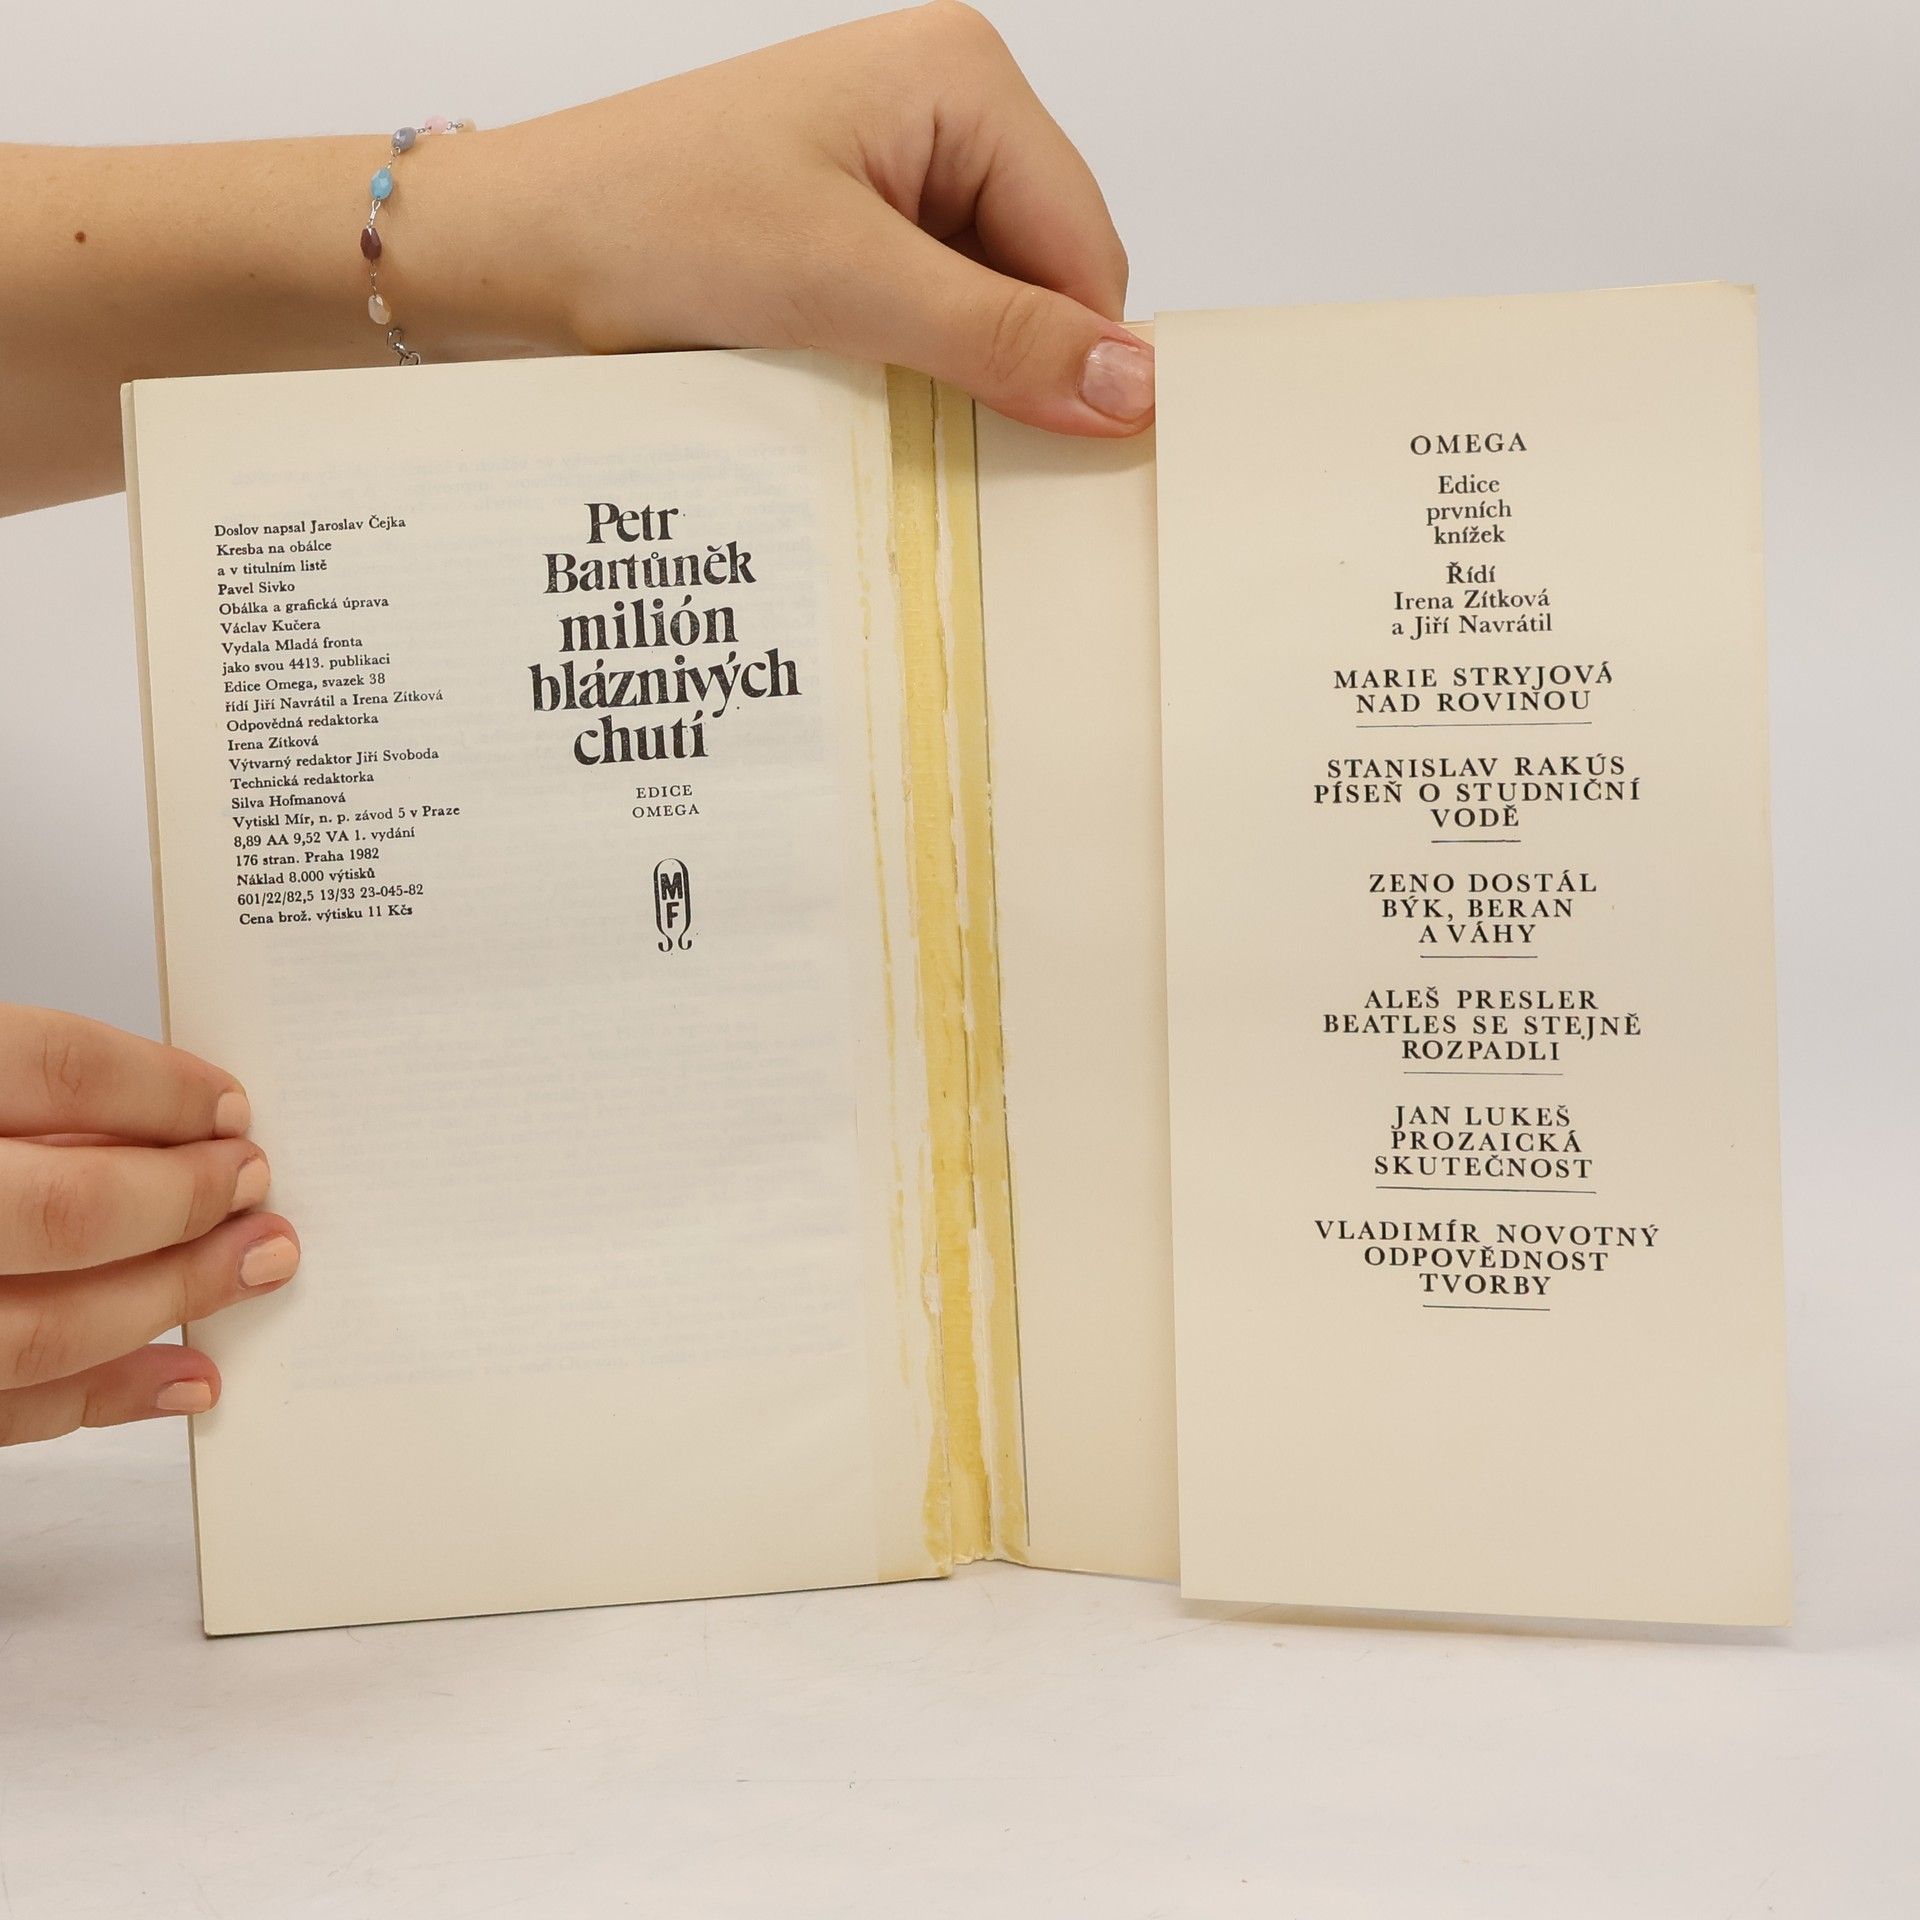 Doslov napsal Jaroslav Čejka
Kresba na obálce
a v titulním listě
Pavel Sivko
Obálka a grafická úprava
Václav Kučera
Vydala Mladá fronta
jako svou 4413. publikaci
Edice Omega, svazek 38
řídí Jiří Navrátil a Irena Zítková
Odpovědná redaktorka
Irena Zítková
Výtvarný redaktor Jiří Svoboda
Technická redaktorka
Silva Hofmanová
Vytiskl Mír, n. p. závod 5 v Praze
8,89 AA 9,52 VA 1. vydání
176 stran. Praha 1982
Náklad 8.000 výtisků
601/22/82,5 13/33 23-045-82
Cena brož. výtisku 11 Kčs
Petr
Bartůněk
milión
bláznivých
chutí
EDICE
OMEGA
MF
OMEGA
Edice
prvních
knížek
Řídí
Irena Zítková
a Jiří Navrátil
MARIE STRYJOVÁ
NAD ROVINOU
STANISLAV RAKÚS
PÍSEŇ O STUDNIČNÍ
VODĚ
ZENO DOSTÁL
BÝK, BERAN
A VÁHY
ALEŠ PRESLER
BEATLES SE STEJNĚ
ROZPADLI
JAN LUKEŠ
PROZAICKÁ
SKUTEČNOST
VLADIMÍR NOVOTNÝ
ODPOVĚDNOST
TVORBY